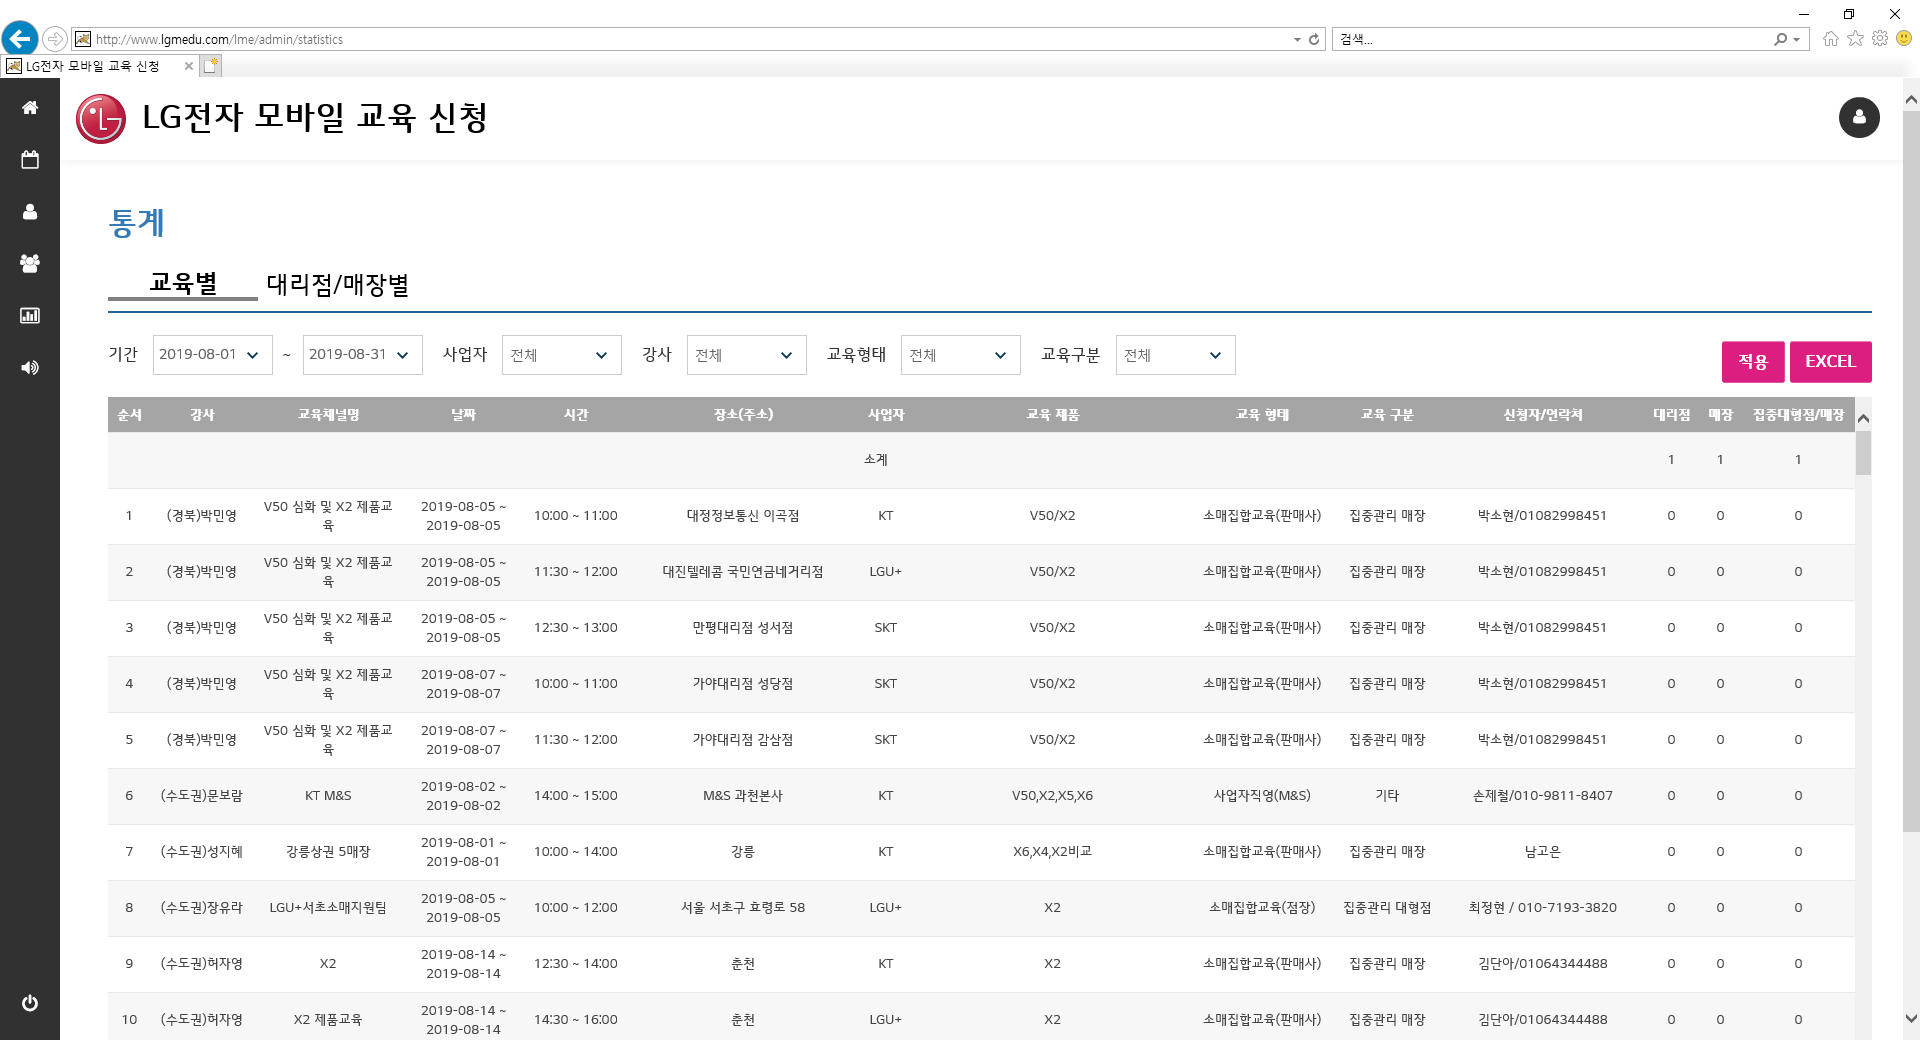 http://www.lgmedu.com/lme/admin/statistics
검색...
LG전자 모바일 교육 신청
LG전자 모바일 교육 신청
통계
교육별 대리점/매장별
기간 2019-08-01 ~ 2019-08-31 사업자 전체 강사 전체 교육형태 전체 교육구분 전체 적용 EXCEL
순서 강사 교육채널명 날짜 시간 장소(주소) 사업자 교육 제품 교육 형태 교육 구분 신청자/연락처 대리점 매장 집중대형점/매장
소계 1 1 1
1 (경북)박민영 V50 심화 및 X2 제품교육 2019-08-05 ~ 2019-08-05 10:00 ~ 11:00 대정정보통신 이곡점 KT V50/X2 소매집합교육(판매사) 집중관리 매장 박소현/01082998451 0 0 0
2 (경북)박민영 V50 심화 및 X2 제품교육 2019-08-05 ~ 2019-08-05 11:30 ~ 12:00 대진텔레콤 국민연금네거리점 LGU+ V50/X2 소매집합교육(판매사) 집중관리 매장 박소현/01082998451 0 0 0
3 (경북)박민영 V50 심화 및 X2 제품교육 2019-08-05 ~ 2019-08-05 12:30 ~ 13:00 만평대리점 성서점 SKT V50/X2 소매집합교육(판매사) 집중관리 매장 박소현/01082998451 0 0 0
4 (경북)박민영 V50 심화 및 X2 제품교육 2019-08-07 ~ 2019-08-07 10:00 ~ 11:00 가야대리점 성당점 SKT V50/X2 소매집합교육(판매사) 집중관리 매장 박소현/01082998451 0 0 0
5 (경북)박민영 V50 심화 및 X2 제품교육 2019-08-07 ~ 2019-08-07 11:30 ~ 12:00 가야대리점 감삼점 SKT V50/X2 소매집합교육(판매사) 집중관리 매장 박소현/01082998451 0 0 0
6 (수도권)문보람 KT M&S 2019-08-02 ~ 2019-08-02 14:00 ~ 15:00 M&S 과천본사 KT V50,X2,X5,X6 사업자직영(M&S) 기타 손제철/010-9811-8407 0 0 0
7 (수도권)성지혜 강릉상권 5매장 2019-08-01 ~ 2019-08-01 10:00 ~ 14:00 강릉 KT X6,X4,X2비교 소매집합교육(판매사) 집중관리 매장 남고은 0 0 0
8 (수도권)장유라 LGU+서초소매지원팀 2019-08-05 ~ 2019-08-05 10:00 ~ 12:00 서울 서초구 효령로 58 LGU+ X2 소매집합교육(점장) 집중관리 대형점 최정현 / 010-7193-3820 0 0 0
9 (수도권)허자영 X2 2019-08-14 ~ 2019-08-14 12:30 ~ 14:00 춘천 KT X2 소매집합교육(판매사) 집중관리 매장 김단아/01064344488 0 0 0
10 (수도권)허자영 X2 제품교육 2019-08-14 ~ 2019-08-14 14:30 ~ 16:00 춘천 LGU+ X2 소매집합교육(판매사) 집중관리 매장 김단아/01064344488 0 0 0